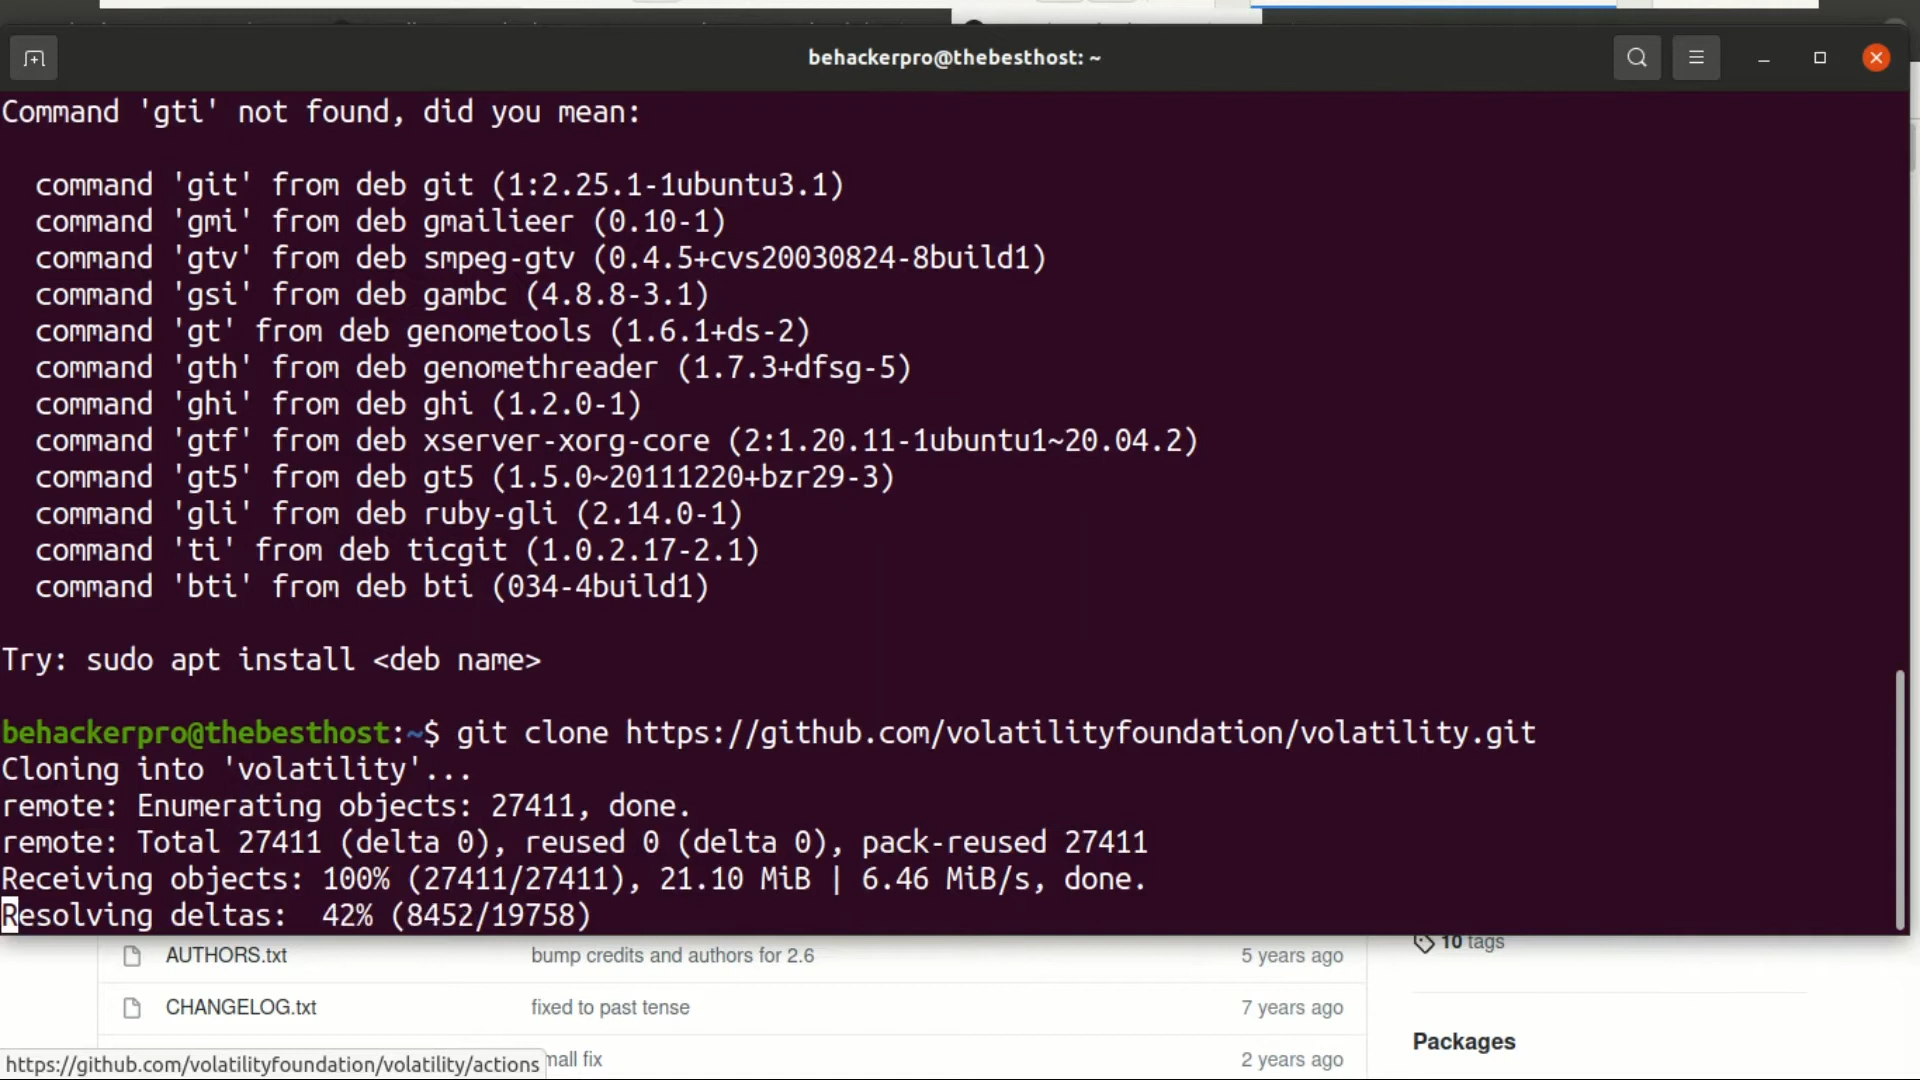 behackerpro@thebesthost: ~
Command 'gti' not found, did you mean:
command 'git' from deb git (1:2.25.1-1ubuntu3.1)
command 'gmi' from deb gmailieer (0.10-1)
command 'gtv' from deb smpeg-gtv (0.4.5+cvs20030824-8build1)
command 'gsi' from deb gambc (4.8.8-3.1)
command 'gt' from deb genometools (1.6.1+ds-2)
command 'gth' from deb genomethreader (1.7.3+dfsg-5)
command 'ghi' from deb ghi (1.2.0-1)
command 'gtf' from deb xserver-xorg-core (2:1.20.11-1ubuntu1~20.04.2)
command 'gt5' from deb gt5 (1.5.0~20111220+bzr29-3)
command 'gli' from deb ruby-gli (2.14.0-1)
command 'ti' from deb ticgit (1.0.2.17-2.1)
command 'bti' from deb bti (034-4build1)
Try: sudo apt install <deb name>
behackerpro@thebesthost:~$ git clone https://github.com/volatilityfoundation/volatility.git
Cloning into 'volatility'...
remote: Enumerating objects: 27411, done.
remote: Total 27411 (delta 0), reused 0 (delta 0), pack-reused 27411
Receiving objects: 100% (27411/27411), 21.10 MiB | 6.46 MiB/s, done.
Resolving deltas:  42% (8452/19758)
10 tags
AUTHORS.txt bump credits and authors for 2.6 5 years ago
CHANGELOG.txt fixed to past tense 7 years ago
Packages
https://github.com/volatilityfoundation/volatility/actions fix 2 years ago